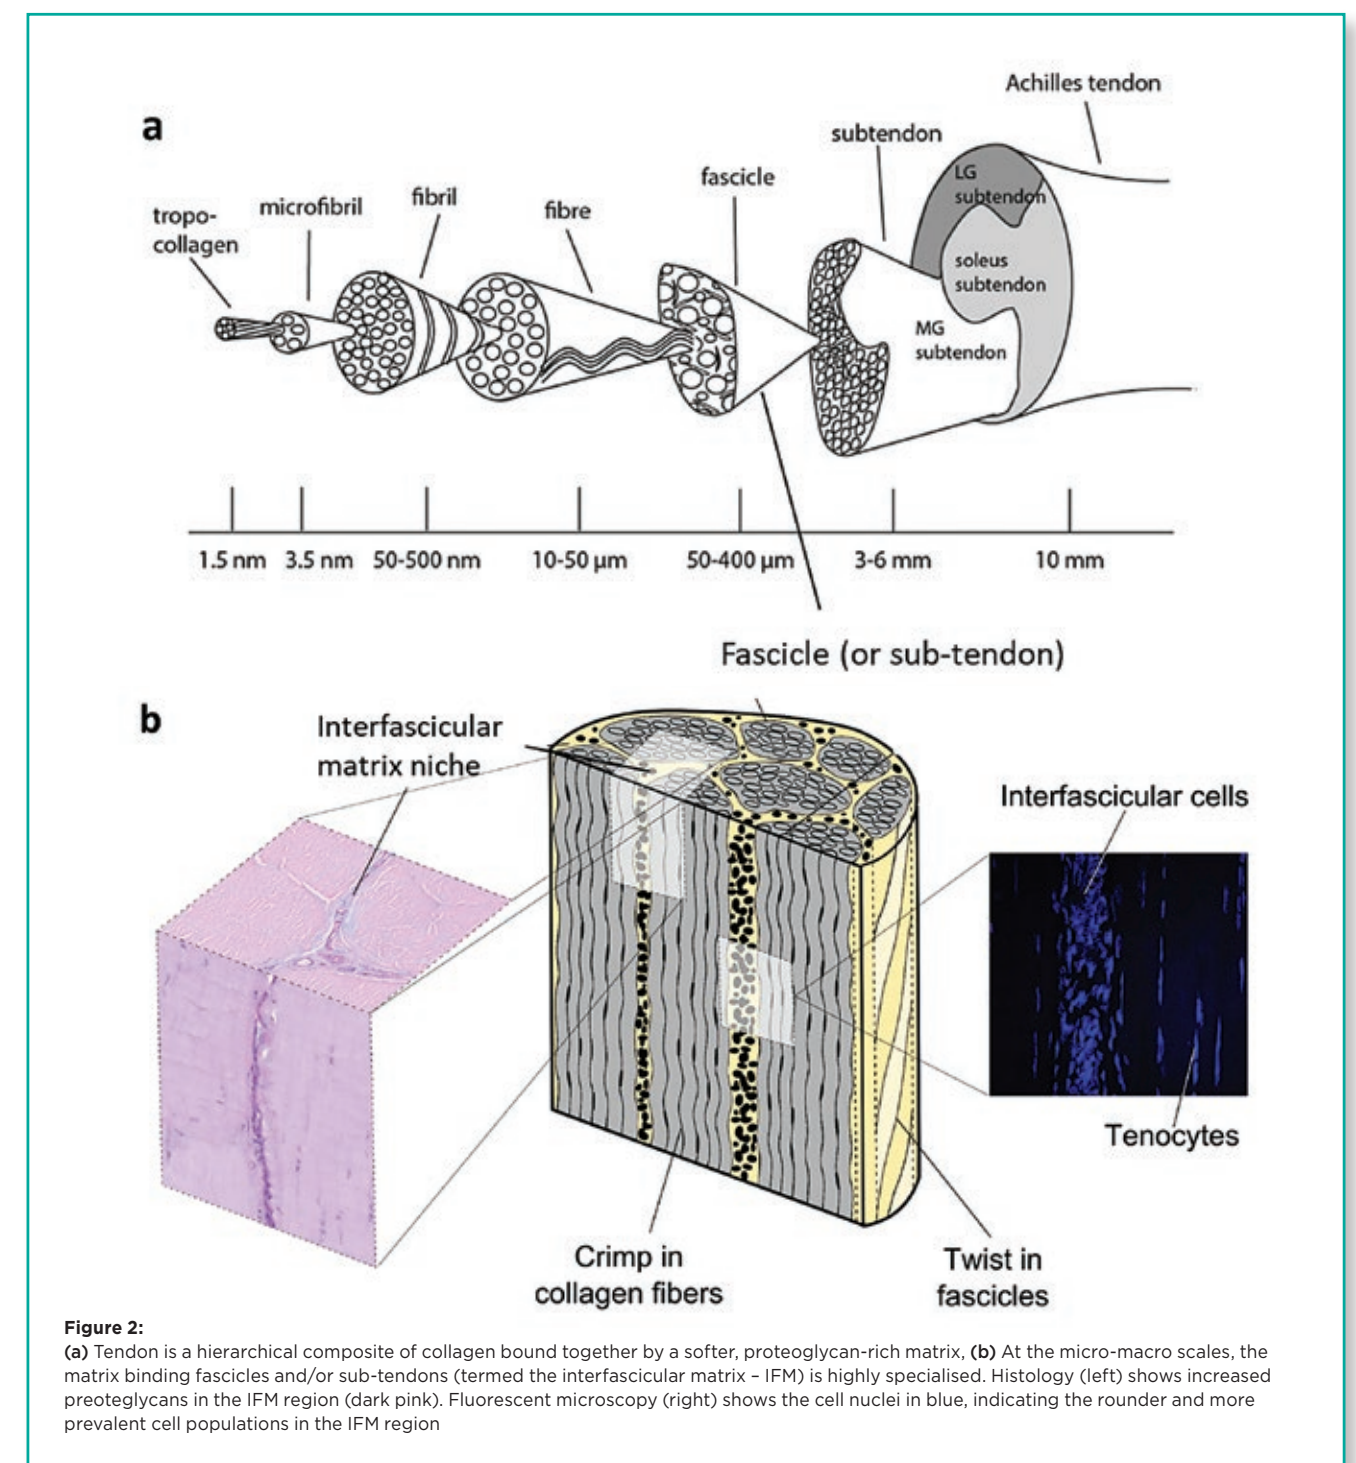 a
Achilles tendon
subtendon
fascicle
fibre
fibril
microfibril
tropo-
collagen
LG
subtendon
soleus
subtendon
MG
subtendon
1.5 nm 3.5 nm 50-500 nm 10-50 µm 50-400 µm 3-6 mm 10 mm
Fascicle (or sub-tendon)
b
Interfascicular
matrix niche
Interfascicular cells
Tenocytes
Crimp in
collagen fibers
Twist in
fascicles
Figure 2:
(a) Tendon is a hierarchical composite of collagen bound together by a softer, proteoglycan-rich matrix, (b) At the micro-macro scales, the
matrix binding fascicles and/or sub-tendons (termed the interfascicular matrix – IFM) is highly specialised. Histology (left) shows increased
preoteglycans in the IFM region (dark pink). Fluorescent microscopy (right) shows the cell nuclei in blue, indicating the rounder and more
prevalent cell populations in the IFM region